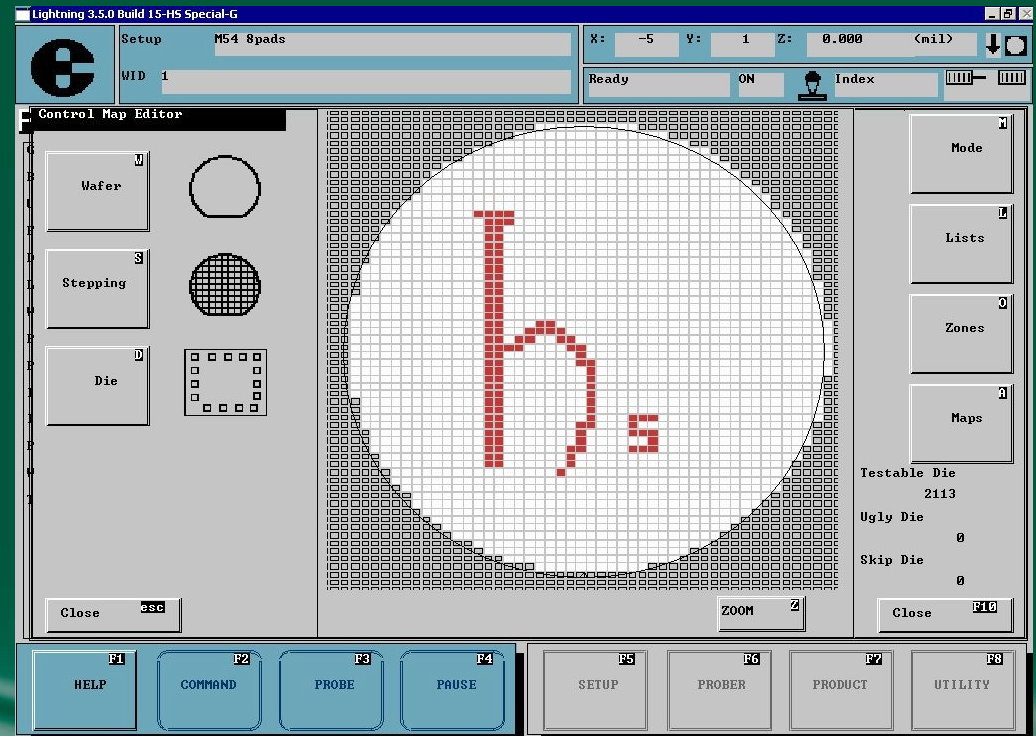 Lightning 3.5.0 Build 15-HS Special-G
Setup M54 8pads
WID 1
X: -5 Y: 1 Z: 0.000 (mil)
Ready ON Index
Control Map Editor
Wafer W
Stepping S
Die D
Close esc
h s
ZOOM Z
Mode M
Lists L
Zones O
Maps A
Testable Die
2113
Ugly Die
0
Skip Die
0
Close F10
F1 HELP
F2 COMMAND
F3 PROBE
F4 PAUSE
F5 SETUP
F6 PROBER
F7 PRODUCT
F8 UTILITY